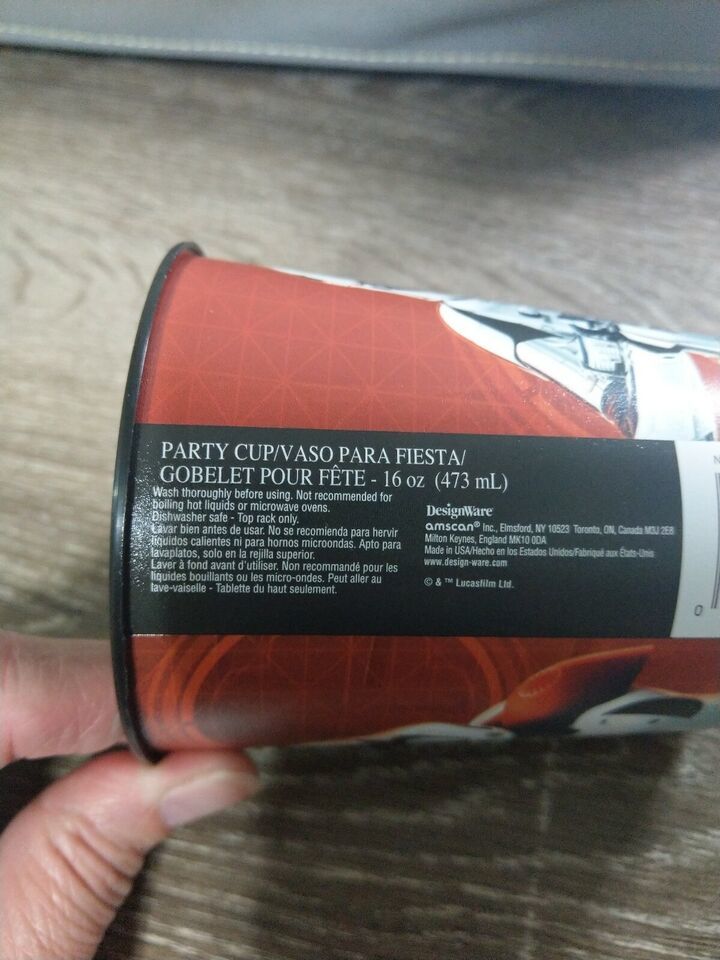 PARTY CUP/VASO PARA FIESTA/
GOBELET POUR FÊTE - 16 oz (473 mL)
Wash thoroughly before using. Not recommended for
boiling hot liquids or microwave ovens.
Dishwasher safe - Top rack only.
Lavar bien antes de usar. No se recomienda para hervir
líquidos calientes ni para hornos microondas. Apto para
lavaplatos, solo en la rejilla superior.
Laver à fond avant d'utiliser. Non recommandé pour les
liquides bouillants ou les micro-ondes. Peut aller au
lave-vaiselle - Tablette du haut seulement.
DesignWare
amscan® Inc., Elmsford, NY 10523 Toronto, ON, Canada M3J 2E8
Milton Keynes, England MK10 0DA
Made in USA/Hecho en los Estados Unidos/Fabriqué aux États-Unis
www.design-ware.com
© & ™ Lucasfilm Ltd.
N
0